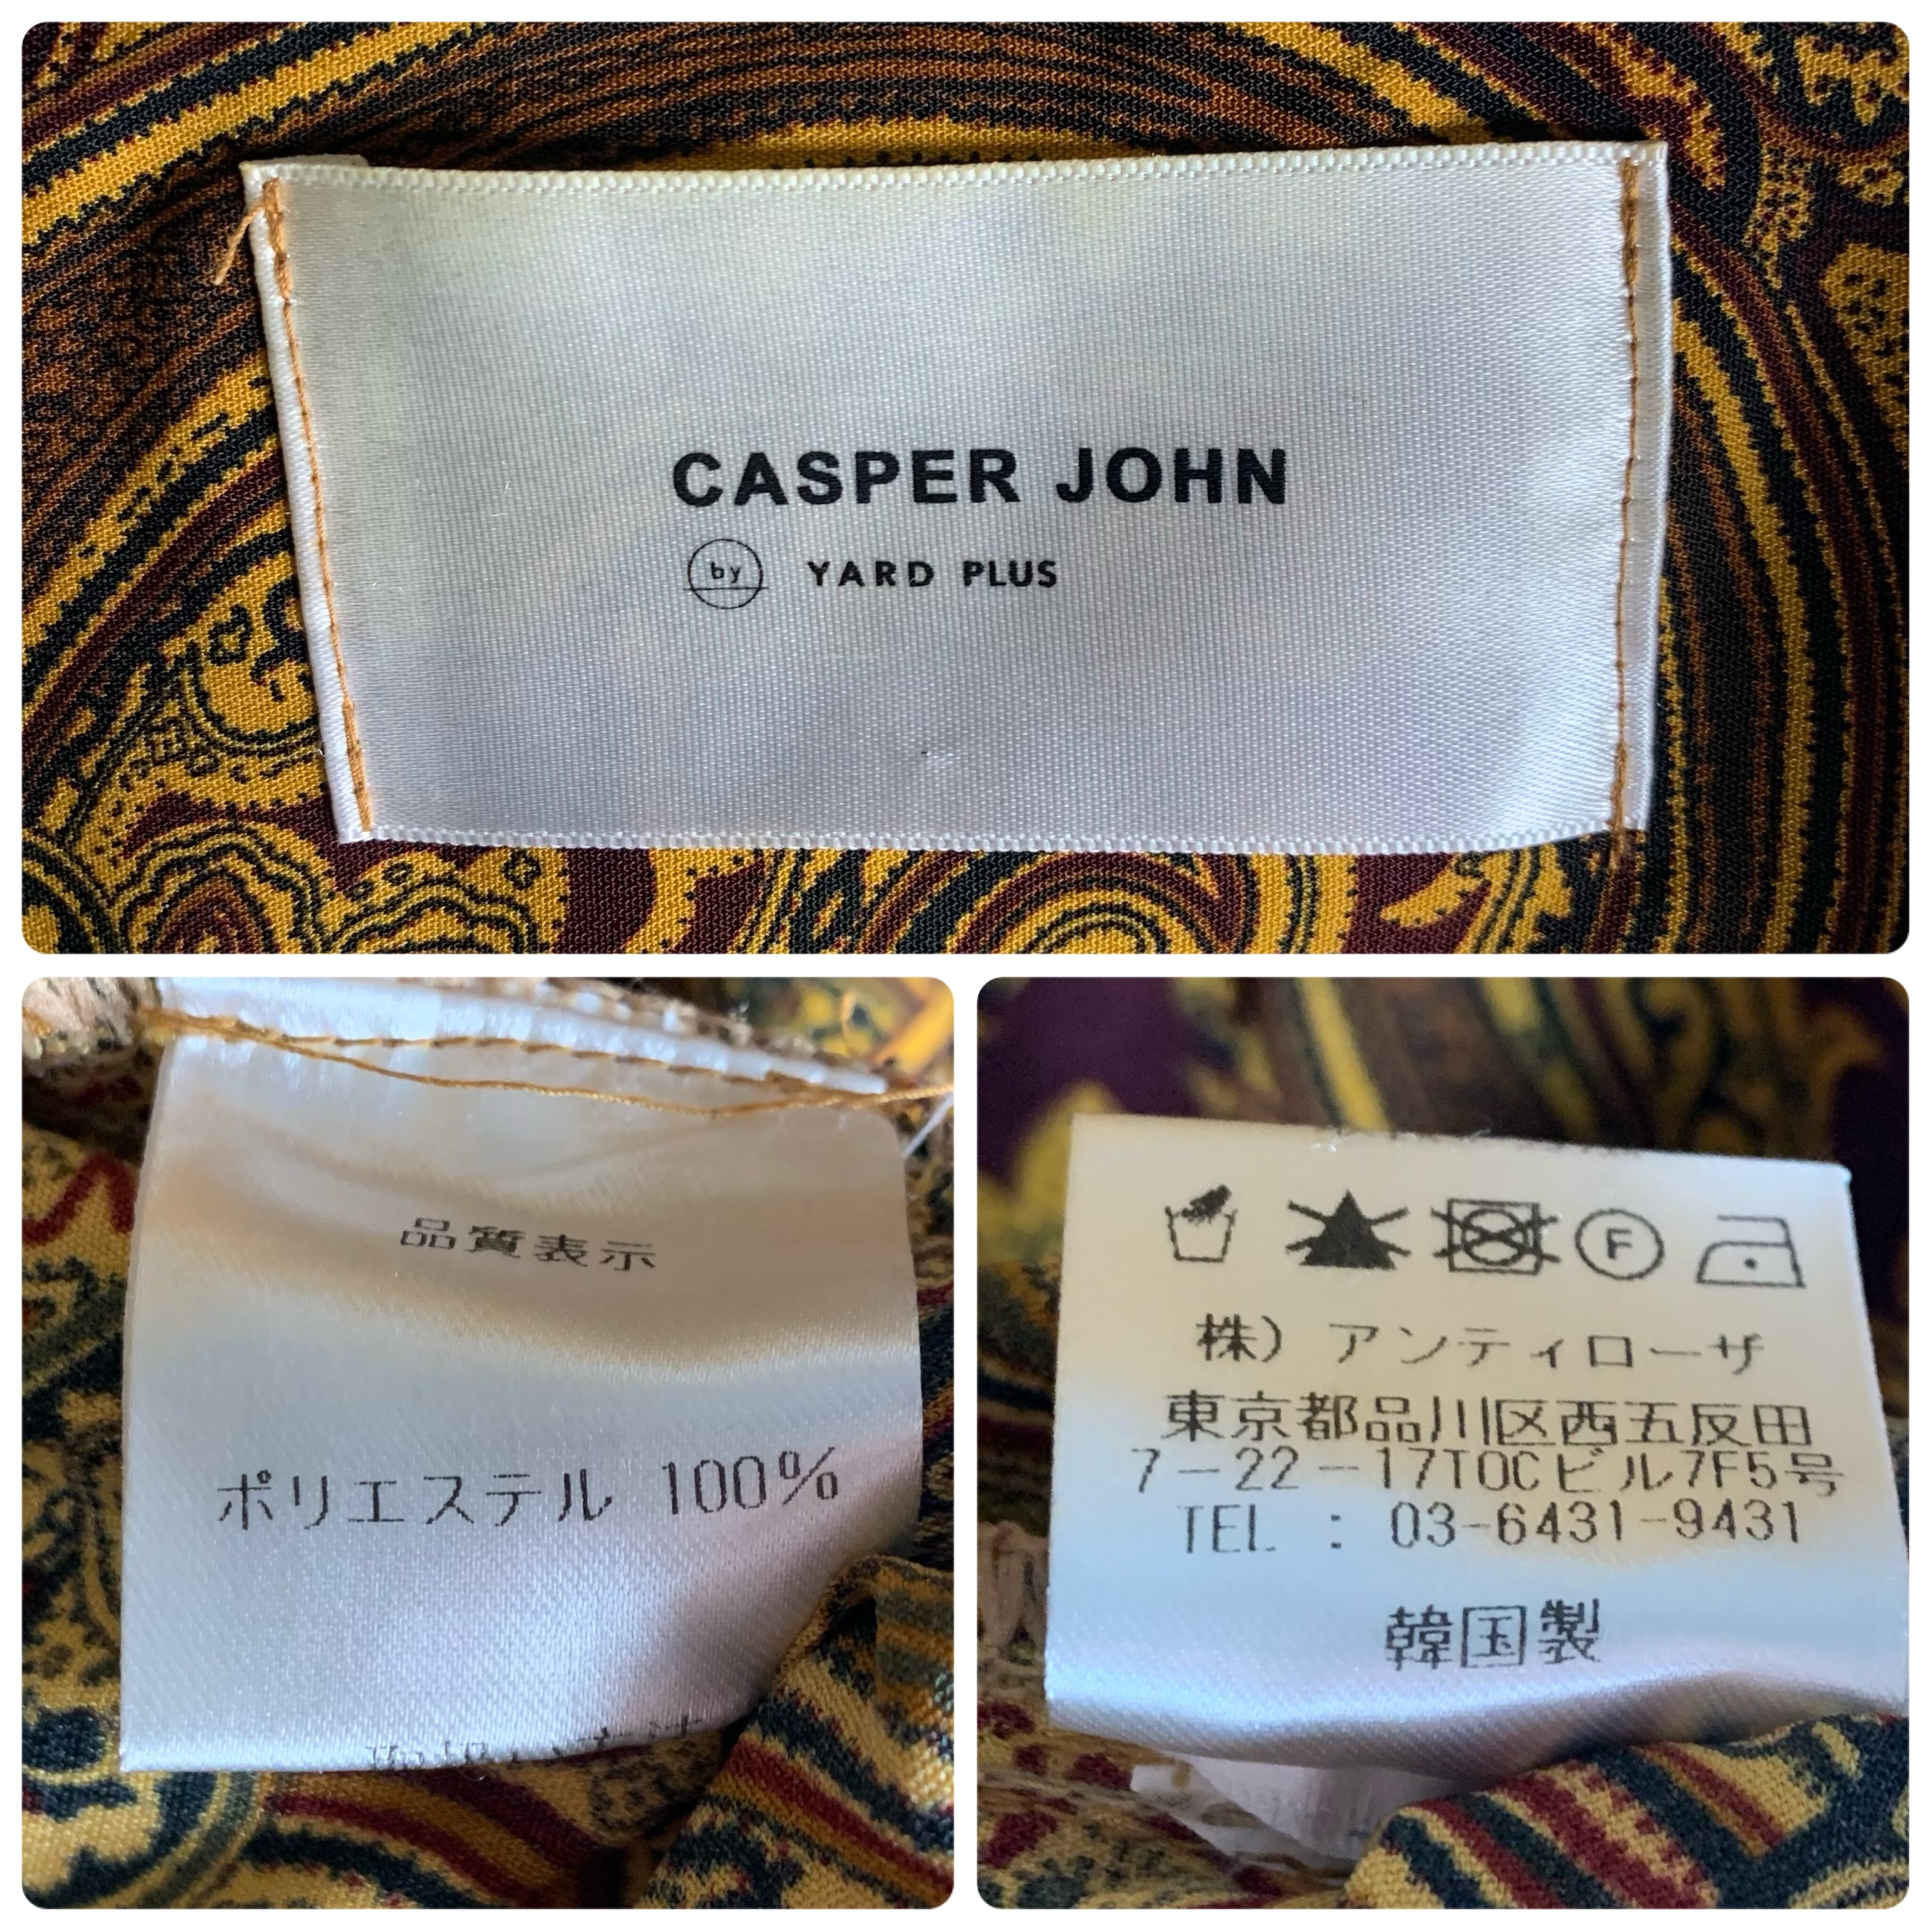 CASPER JOHN
by YARD PLUS
品質表示
ポリエステル 100%
F
株) アンティローザ
東京都品川区西五反田
7-22-17TOCビル7F5号
TEL : 03-6431-9431
韓国製